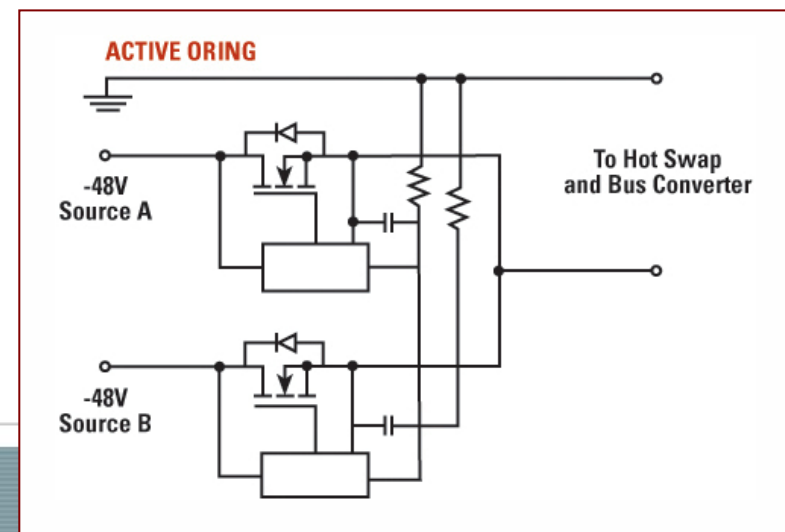 ACTIVE ORING
To Hot Swap
and Bus Converter
-48V
Source A
-48V
Source B